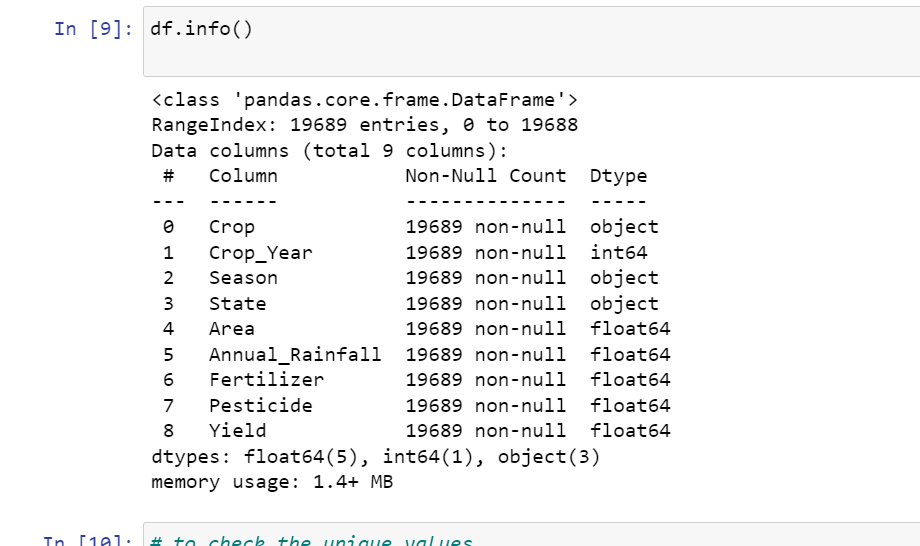 In [9]: df.info()
<class 'pandas.core.frame.DataFrame'>
RangeIndex: 19689 entries, 0 to 19688
Data columns (total 9 columns):
 #   Column           Non-Null Count  Dtype
---  ------           --------------  -----
 0   Crop             19689 non-null  object
 1   Crop_Year        19689 non-null  int64
 2   Season           19689 non-null  object
 3   State            19689 non-null  object
 4   Area             19689 non-null  float64
 5   Annual_Rainfall  19689 non-null  float64
 6   Fertilizer       19689 non-null  float64
 7   Pesticide        19689 non-null  float64
 8   Yield            19689 non-null  float64
dtypes: float64(5), int64(1), object(3)
memory usage: 1.4+ MB
In [10]: # to check the unique values